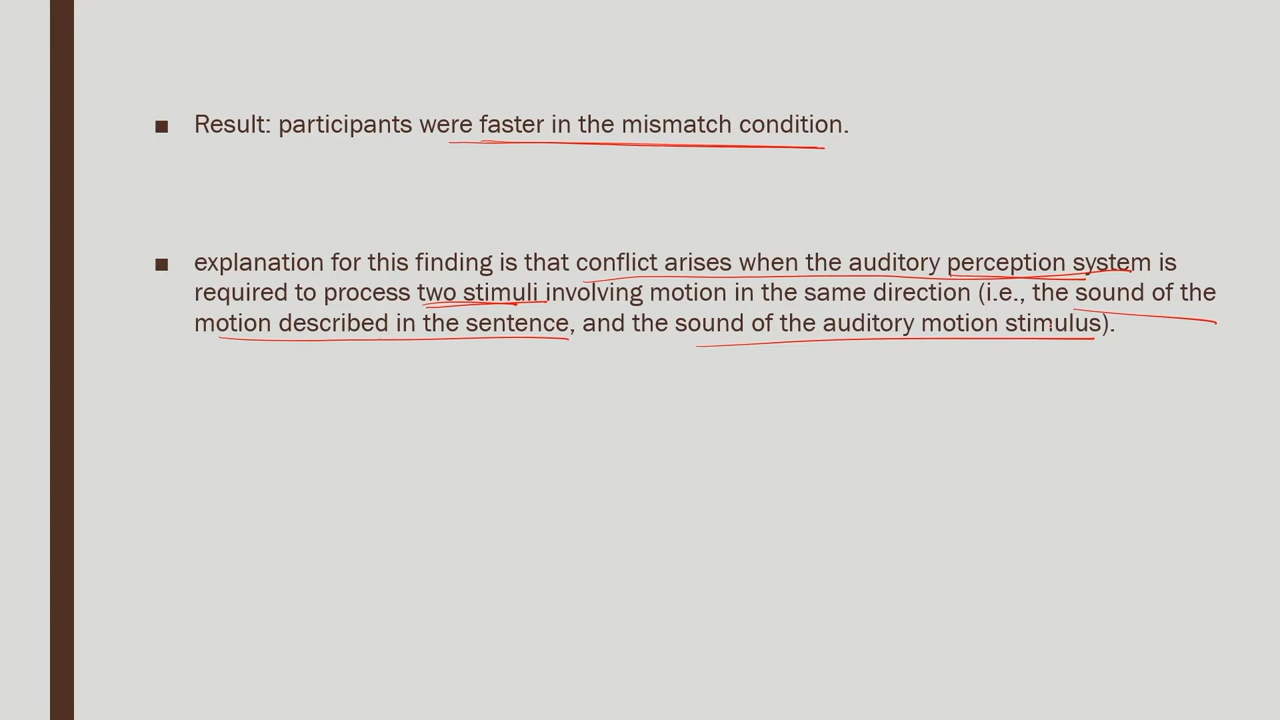 ■ Result: participants were faster in the mismatch condition.
■ explanation for this finding is that conflict arises when the auditory perception system is
required to process two stimuli involving motion in the same direction (i.e., the sound of the
motion described in the sentence, and the sound of the auditory motion stimulus).